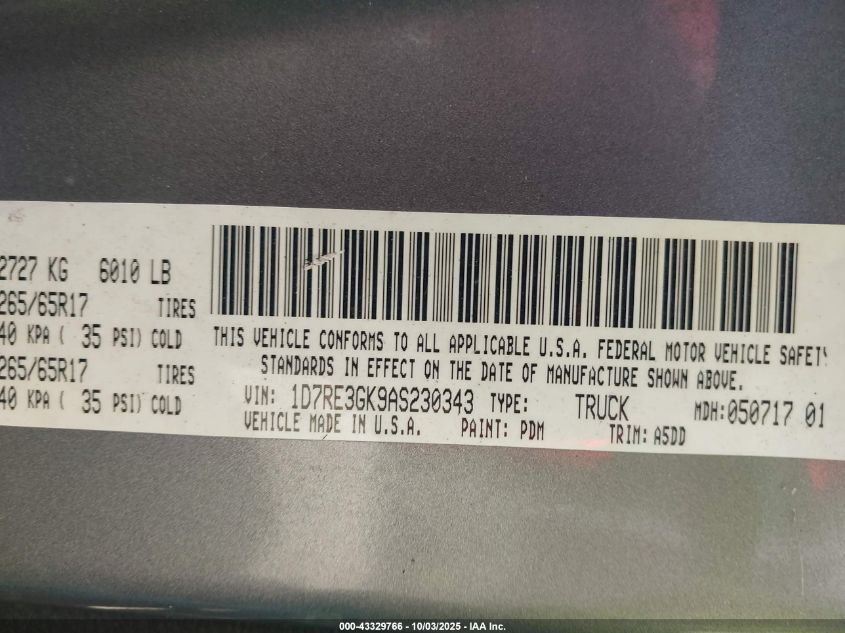 2727 KG 6010 LB
265/65R17 TIRES
40 KPA ( 35 PSI) COLD
265/65R17 TIRES
40 KPA ( 35 PSI) COLD
THIS VEHICLE CONFORMS TO ALL APPLICABLE U.S.A. FEDERAL MOTOR VEHICLE SAFETY
STANDARDS IN EFFECT ON THE DATE OF MANUFACTURE SHOWN ABOVE.
VIN: 1D7RE3GK9AS230343 TYPE: TRUCK MDH:050717 01
VEHICLE MADE IN U.S.A. PAINT: PDM TRIM: A5DD
000-43329766 - 10/03/2025 - IAA Inc.